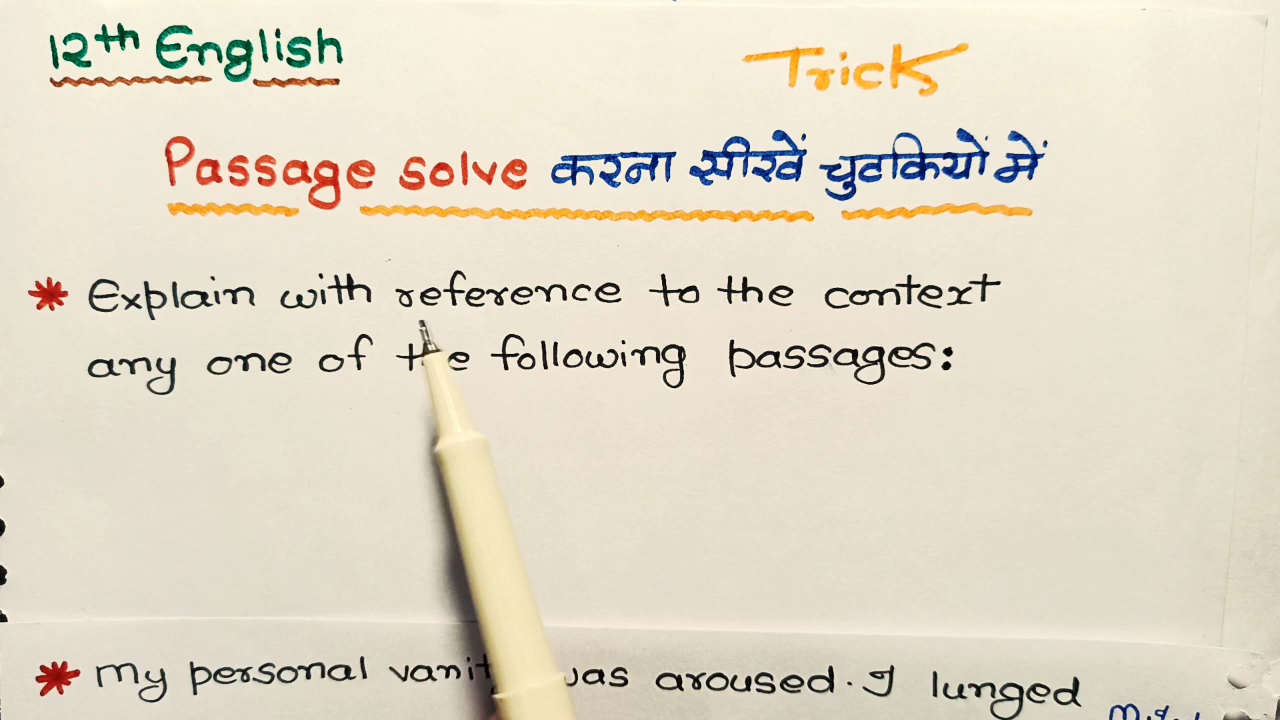 12th English
Trick
Passage solve करना सीखें चुटकियों में
* Explain with reference to the context
any one of the following passages:
* My personal vanity was aroused. I lunged